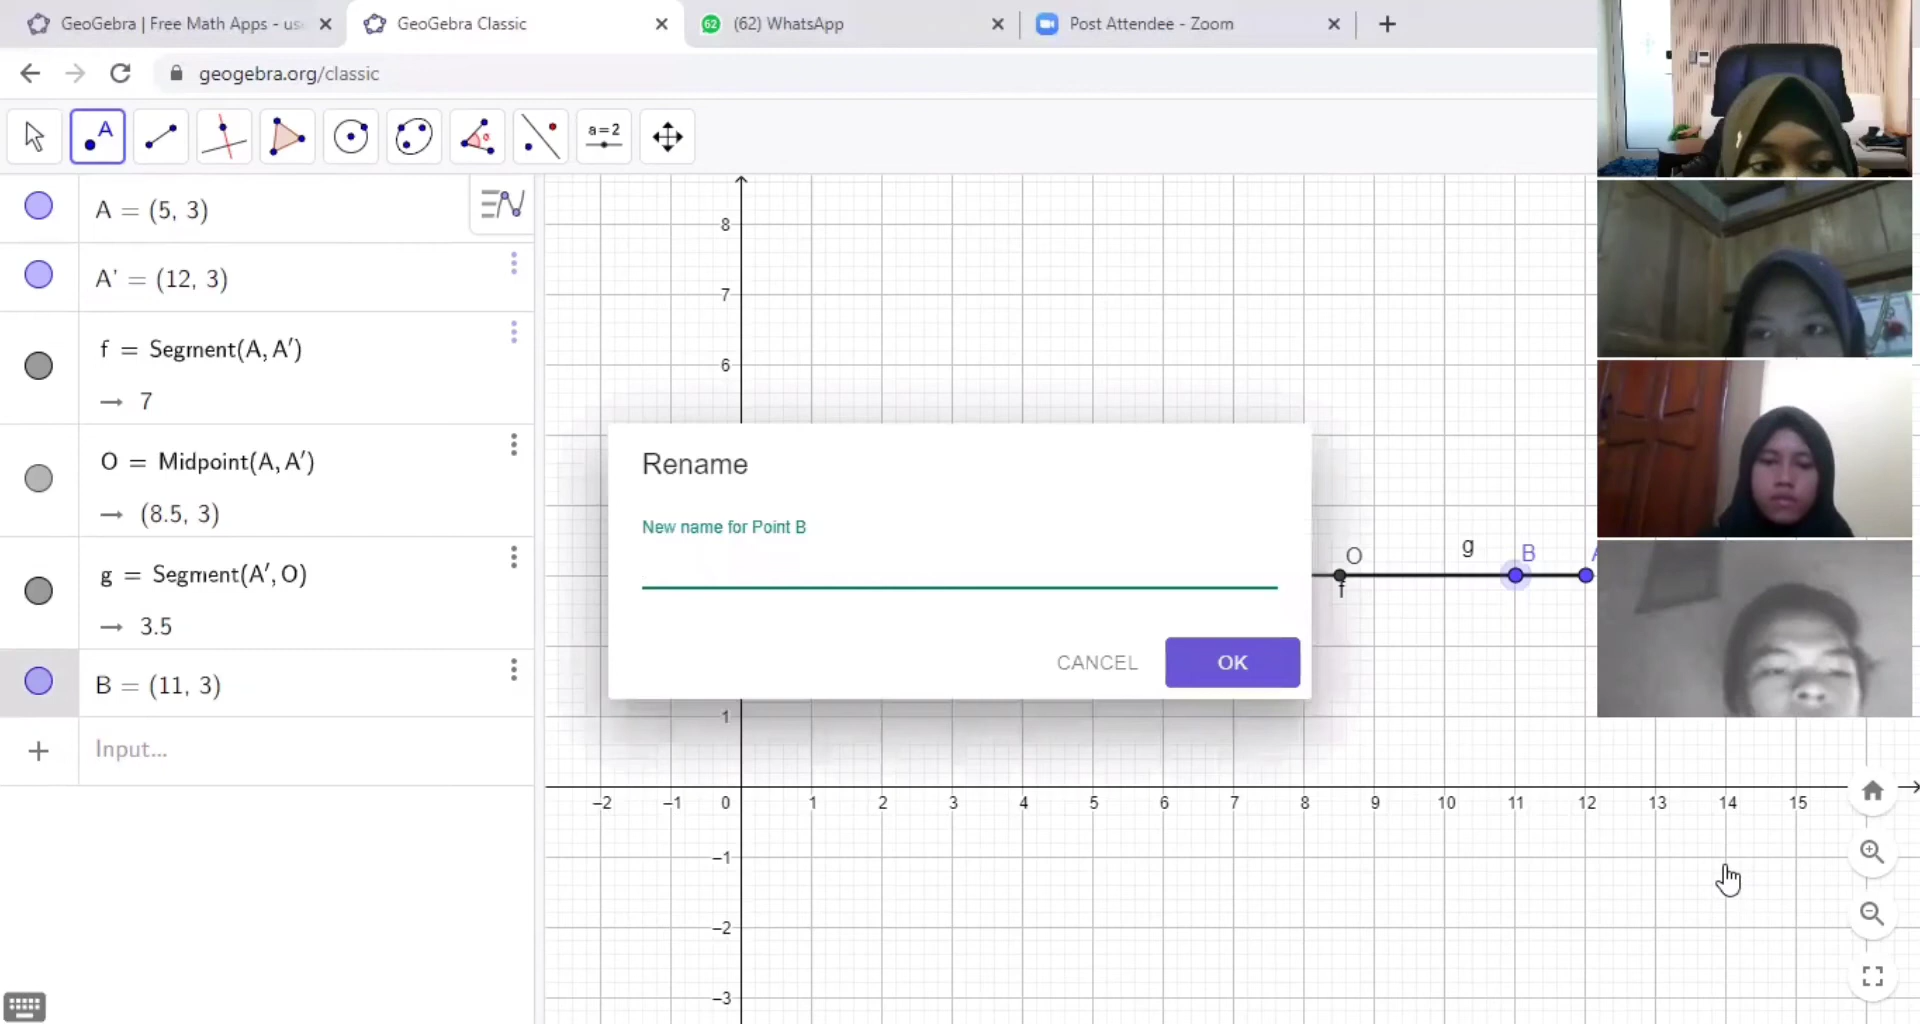 GeoGebra | Free Math Apps - us
GeoGebra Classic
(62) WhatsApp
Post Attendee - Zoom
geogebra.org/classic
A
a=2
A = (5, 3)
A' = (12, 3)
f = Segment(A, A′)
→ 7
O = Midpoint(A, A′)
→ (8.5, 3)
g = Segment(A′, O)
→ 3.5
B = (11, 3)
Input...
8
7
6
Rename
New name for Point B
CANCEL
OK
O
g
B
f
1
−2 −1 0 1 2 3 4 5 6 7 8 9 10 11 12 13 14 15
−1
−2
−3